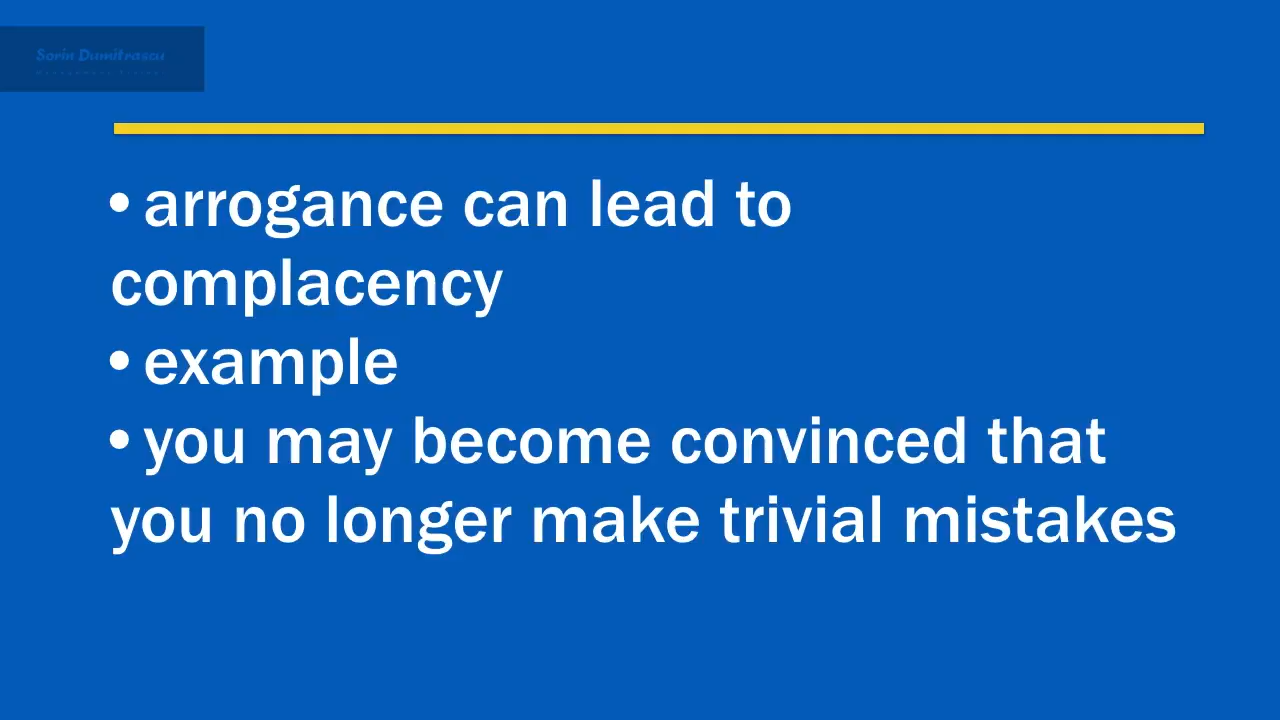 Sorin Dumitrascu
• arrogance can lead to
complacency
• example
• you may become convinced that
you no longer make trivial mistakes